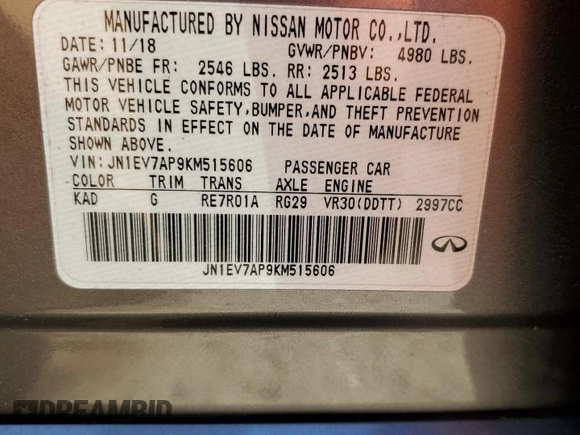 MANUFACTURED BY NISSAN MOTOR CO.,LTD.
DATE: 11/18 GVWR/PNBV: 4980 LBS.
GAWR/PNBE FR: 2546 LBS. RR: 2513 LBS.
THIS VEHICLE CONFORMS TO ALL APPLICABLE FEDERAL
MOTOR VEHICLE SAFETY,BUMPER,AND THEFT PREVENTION
STANDARDS IN EFFECT ON THE DATE OF MANUFACTURE
SHOWN ABOVE.
VIN: JN1EV7AP9KM515606 PASSENGER CAR
COLOR TRIM TRANS AXLE ENGINE
KAD G RE7R01A RG29 VR30(DDTT) 2997CC
JN1EV7AP9KM515606
DREAMBID